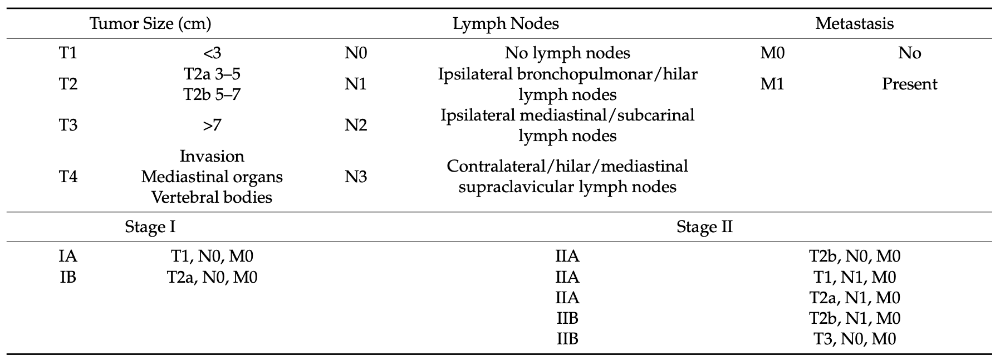 Tumor Size (cm) Lymph Nodes Metastasis
T1 <3 N0 No lymph nodes M0 No
T2 T2a 3–5 N1 Ipsilateral bronchopulmonar/hilar M1 Present
T2b 5–7 lymph nodes
T3 >7 N2 Ipsilateral mediastinal/subcarinal
lymph nodes
Invasion
T4 Mediastinal organs N3 Contralateral/hilar/mediastinal
Vertebral bodies supraclavicular lymph nodes
Stage I Stage II
IA T1, N0, M0 IIA T2b, N0, M0
IB T2a, N0, M0 IIA T1, N1, M0
IIA T2a, N1, M0
IIB T2b, N1, M0
IIB T3, N0, M0